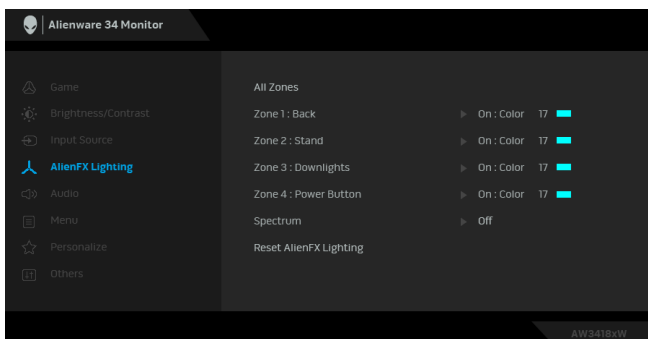 Alienware 34 Monitor
Game
All Zones
Brightness/Contrast
Zone 1 : Back
On : Color 17
Input Source
Zone 2 : Stand
On : Color 17
AlienFX Lighting
Zone 3 : Downlights
On : Color 17
Audio
Zone 4 : Power Button
On : Color 17
Menu
Spectrum
Off
Personalize
Reset AlienFX Lighting
Others
AW3418xW